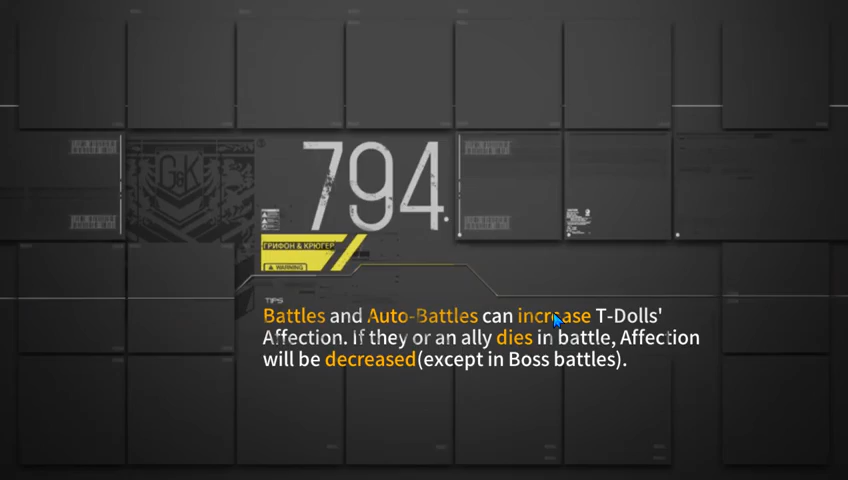 G&K
794.
ГРИФОН & КРЮГЕР
WARNING
TIPS
Battles and Auto-Battles can increase T-Dolls'
Affection. If they or an ally dies in battle, Affection
will be decreased(except in Boss battles).